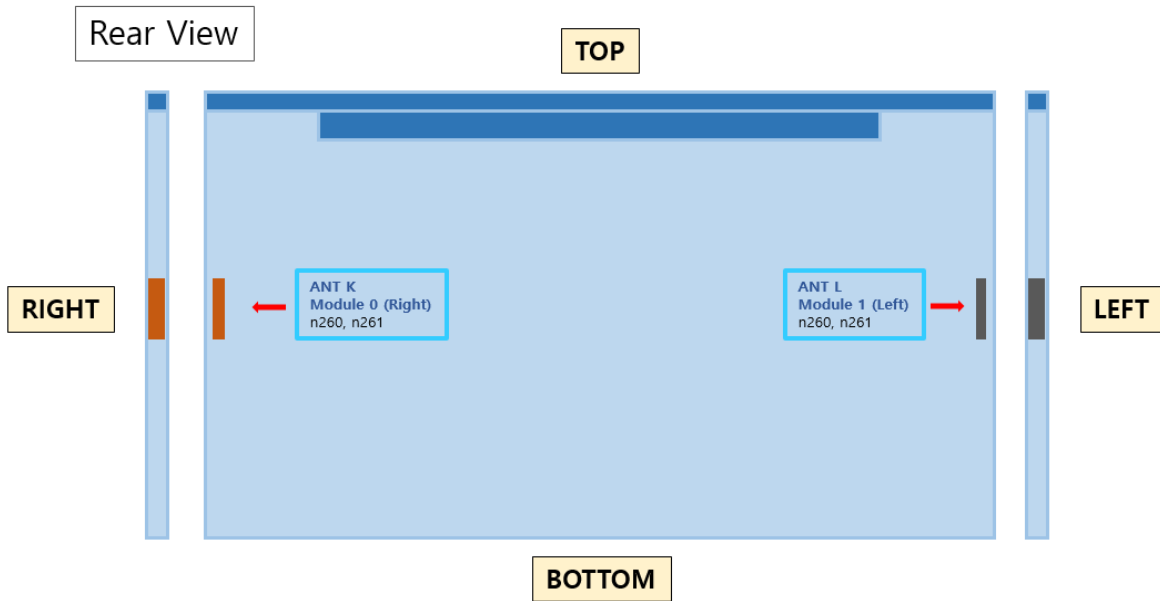 Rear View
TOP
RIGHT
ANT K
Module 0 (Right)
n260, n261
ANT L
Module 1 (Left)
n260, n261
LEFT
BOTTOM